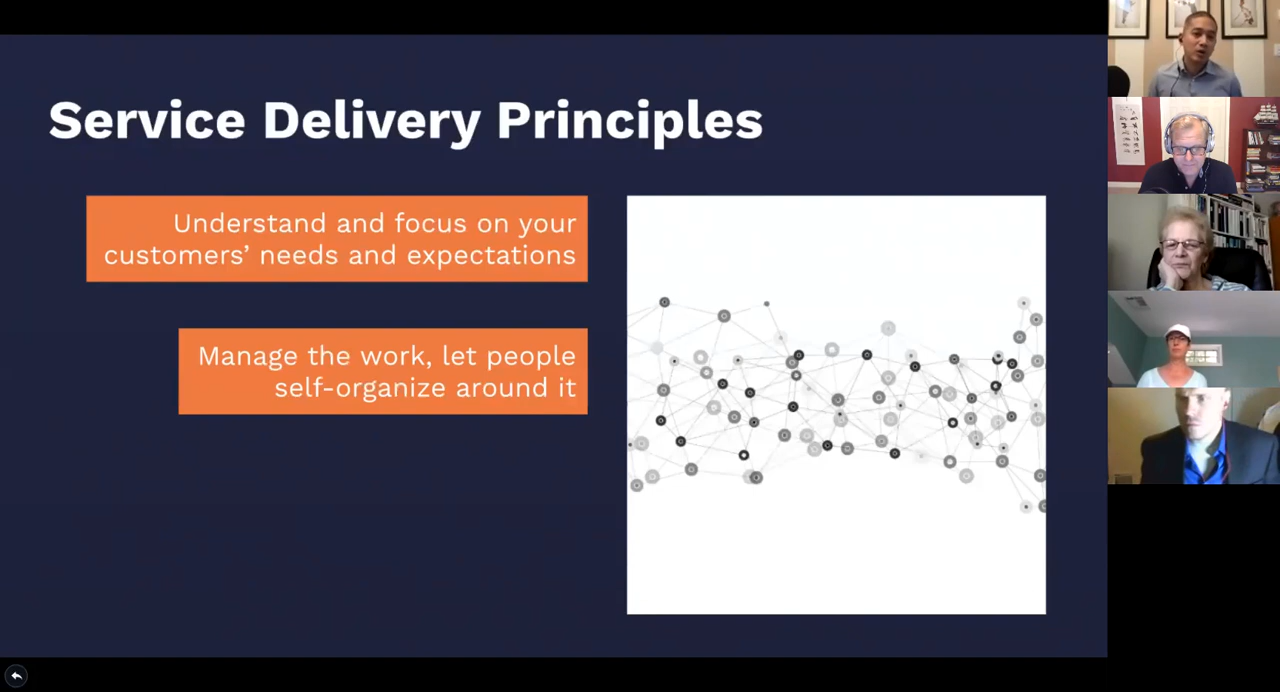 Service Delivery Principles
Understand and focus on your
customers’ needs and expectations
Manage the work, let people
self-organize around it